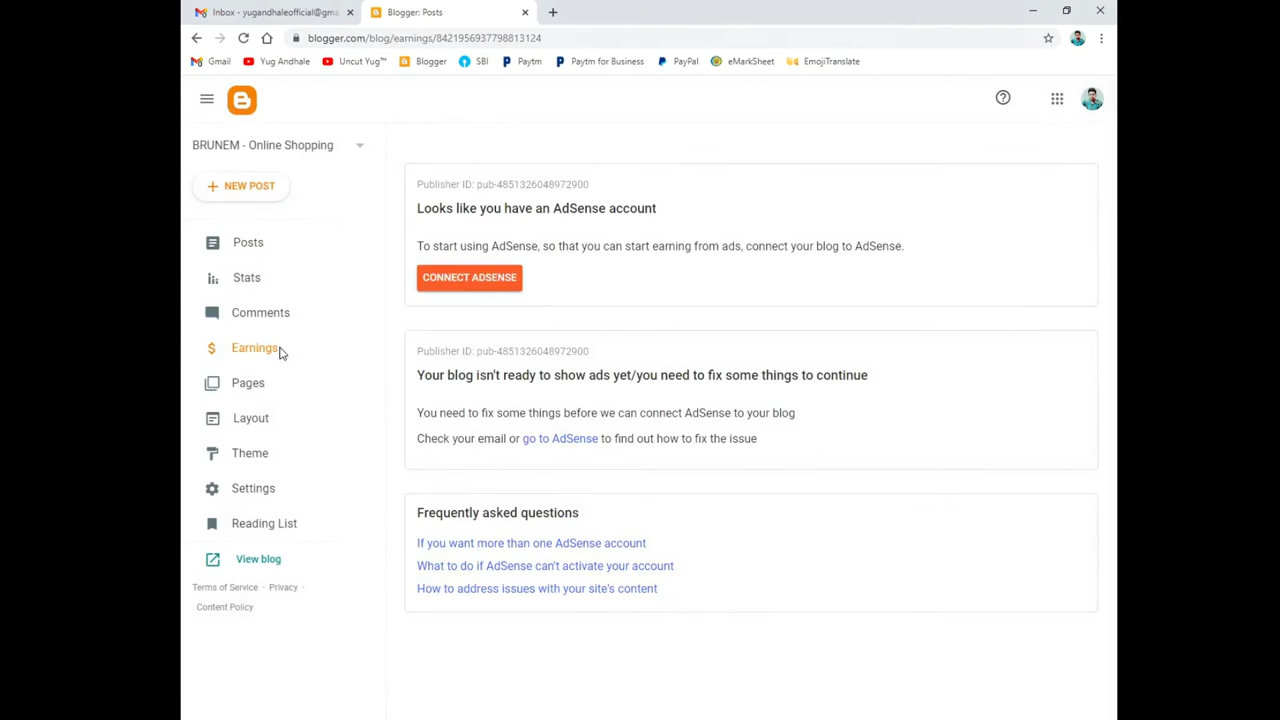 Inbox - yugandhaleofficial@gma
Blogger: Posts
blogger.com/blog/earnings/8421956937798813124
Gmail
Yug Andhale
Uncut Yug™
Blogger
SBI
Paytm
Paytm for Business
PayPal
eMarkSheet
EmojiTranslate
BRUNEM - Online Shopping
NEW POST
Posts
Stats
Comments
Earnings
Pages
Layout
Theme
Settings
Reading List
View blog
Terms of Service · Privacy ·
Content Policy
Publisher ID: pub-4851326048972900
Looks like you have an AdSense account
To start using AdSense, so that you can start earning from ads, connect your blog to AdSense.
CONNECT ADSENSE
Publisher ID: pub-4851326048972900
Your blog isn't ready to show ads yet/you need to fix some things to continue
You need to fix some things before we can connect AdSense to your blog
Check your email or go to AdSense to find out how to fix the issue
Frequently asked questions
If you want more than one AdSense account
What to do if AdSense can't activate your account
How to address issues with your site's content